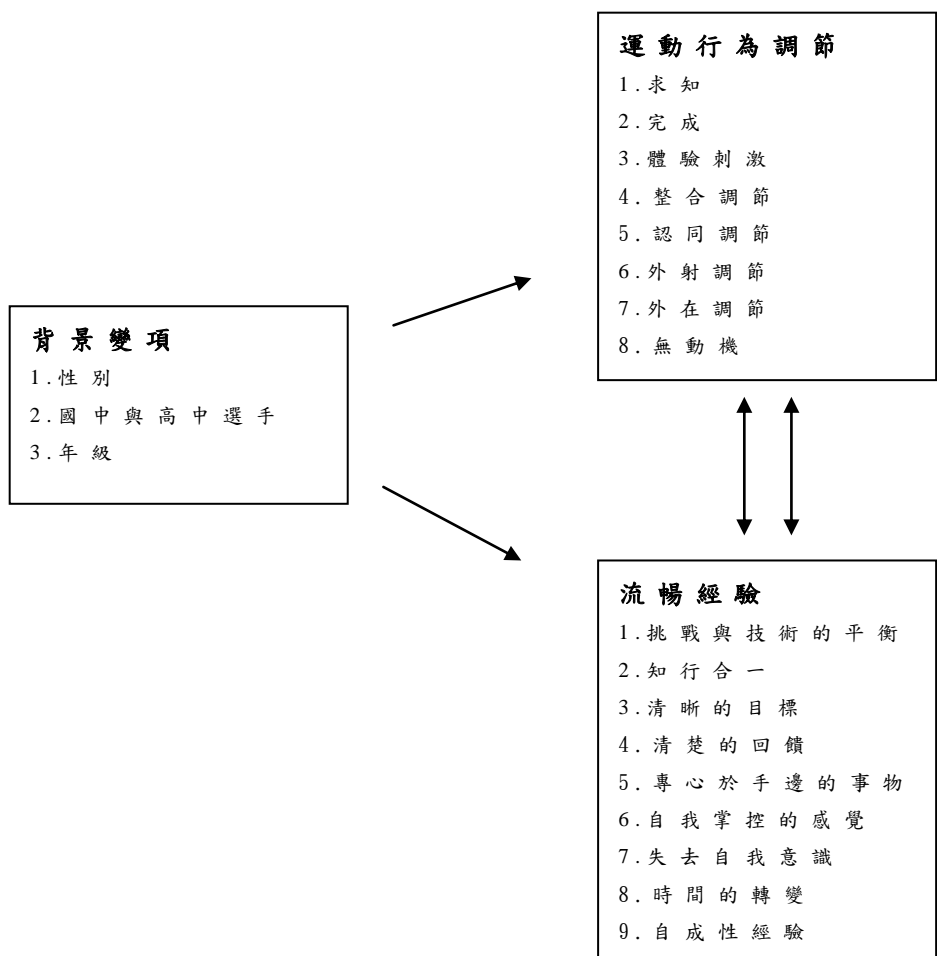 運動行為調節
1.求知
2.完成
3.體驗刺激
4.整合調節
5.認同調節
6.外射調節
7.外在調節
8.無動機
背景變項
1.性別
2.國中與高中選手
3.年級
流暢經驗
1.挑戰與技術的平衡
2.知行合一
3.清晰的目標
4.清楚的回饋
5.專心於手邊的事物
6.自我掌控的感覺
7.失去自我意識
8.時間的轉變
9.自成性經驗